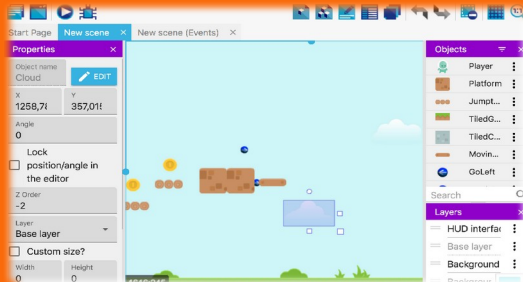 Start Page New scene × New scene (Events) ×
Properties ×
Object name
Cloud
EDIT
X Y
1258,78 357,015
Angle
0
Lock
position/angle in
the editor
Z Order
-2
Layer
Base layer
Custom size?
Width Height
0 0
Objects
Player
Platform
Jumpt...
TiledG...
TiledC...
Movin...
GoLeft
Search
Layers ×
HUD interfac
Base layer
Background